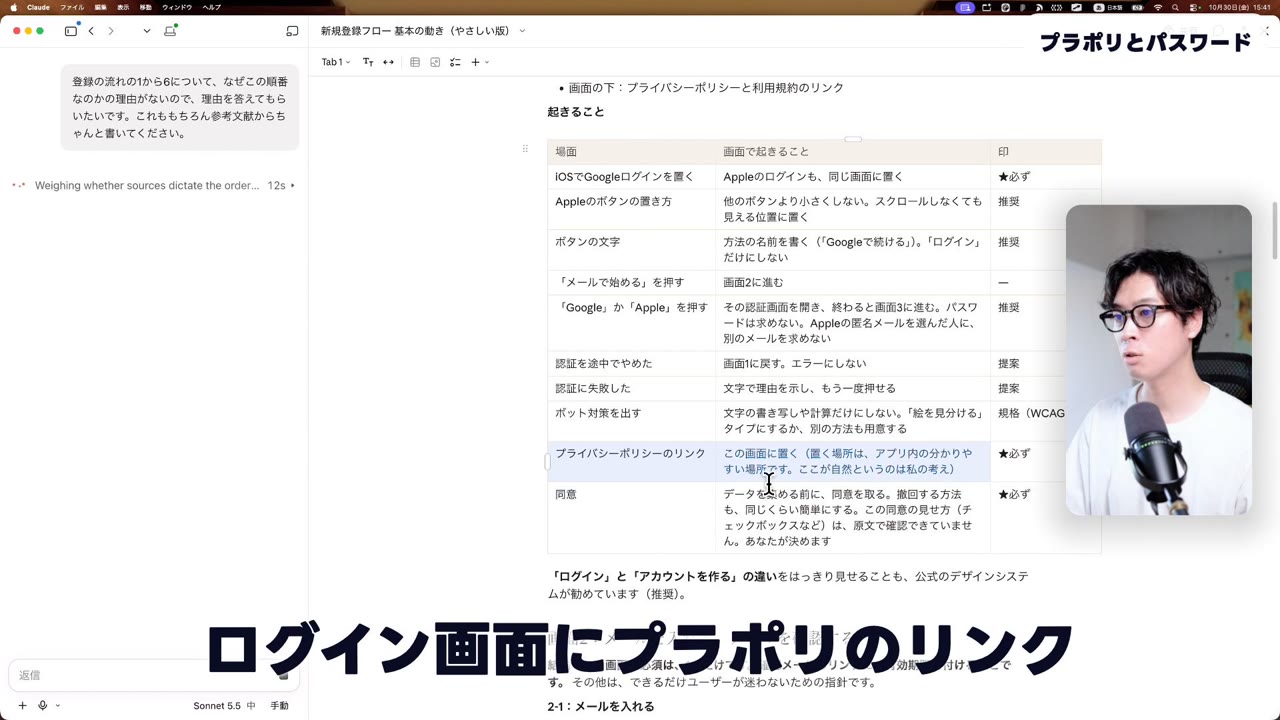 Claude ファイル 編集 表示 移動 ウィンドウ ヘルプ
日本語
10月30日(金) 15:41
新規登録フロー 基本の動き（やさしい版）
プラポリとパスワード
Tab 1
登録の流れの1から6について、なぜこの順番
なのかの理由がないので、理由を答えてもら
いたいです。これももちろん参考文献からち
ゃんと書いてください。
Weighing whether sources dictate the order... 12s
• 画面の下：プライバシーポリシーと利用規約のリンク
起きること
場面 画面で起きること 印
iOSでGoogleログインを置く Appleのログインも、同じ画面に置く ★必ず
Appleのボタンの置き方 他のボタンより小さくしない。スクロールしなくても 推奨
見える位置に置く
ボタンの文字 方法の名前を書く（「Googleで続ける」）。「ログイン」 推奨
だけにしない
「メールで始める」を押す 画面2に進む —
「Google」か「Apple」を押す その認証画面を開き、終わると画面3に進む。パスワ 推奨
ードは求めない。Appleの匿名メールを選んだ人に、
別のメールを求めない
認証を途中でやめた 画面1に戻す。エラーにしない 提案
認証に失敗した 文字で理由を示し、もう一度押せる 提案
ボット対策を出す 文字の書き写しや計算だけにしない。「絵を見分ける」 規格（WCAG
タイプにするか、別の方法も用意する
プライバシーポリシーのリンク この画面に置く（置く場所は、アプリ内の分かりや ★必ず
すい場所です。ここが自然というのは私の考え）
同意 データを集める前に、同意を取る。撤回する方法 ★必ず
も、同じくらい簡単にする。この同意の見せ方（チ
ェックボックスなど）は、原文で確認できていませ
ん。あなたが決めます
「ログイン」と「アカウントを作る」の違いをはっきり見せることも、公式のデザインシステ
ムが勧めています（推奨）。
ログイン画面にプラポリのリンク
す。その他は、できるだけユーザーが迷わないための指針です。
2-1：メールを入れる
返信
Sonnet 5.5 中 手動